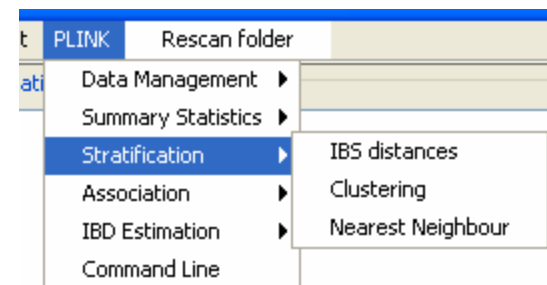 t PLINK Rescan folder
ati
Data Management
Summary Statistics
Stratification
Association
IBD Estimation
Command Line
IBS distances
Clustering
Nearest Neighbour